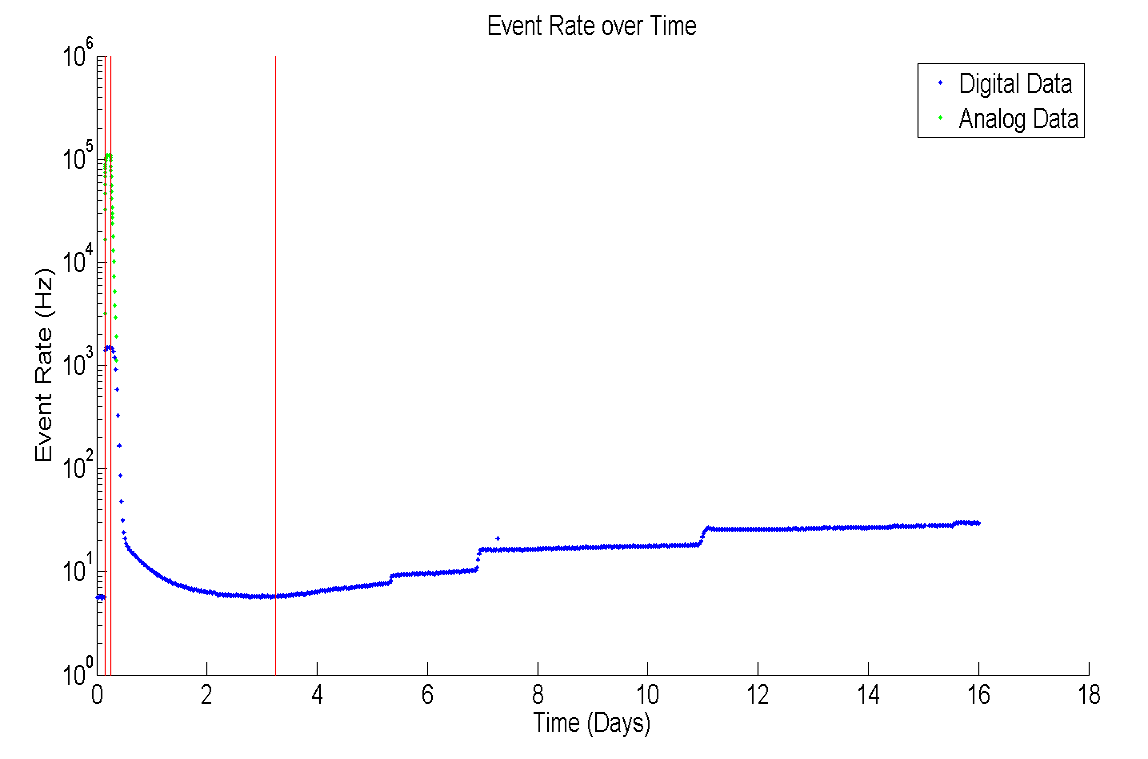 Event Rate over Time
Digital Data
Analog Data
10^6
10^5
10^4
10^3
10^2
10^1
10^0
Event Rate (Hz)
0 2 4 6 8 10 12 14 16 18
Time (Days)